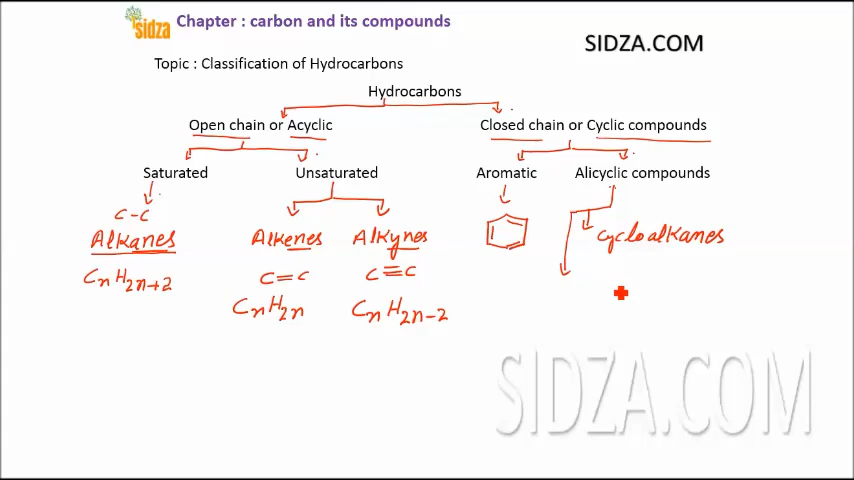 sidza
Chapter : carbon and its compounds
SIDZA.COM
Topic : Classification of Hydrocarbons
Hydrocarbons
Open chain or Acyclic
Closed chain or Cyclic compounds
Saturated
Unsaturated
Aromatic
Alicyclic compounds
C-C
Alkanes
Alkenes
Alkynes
Cycloalkanes
CnH2n+2
C=C
C≡C
CnH2n
CnH2n-2
SIDZA.COM